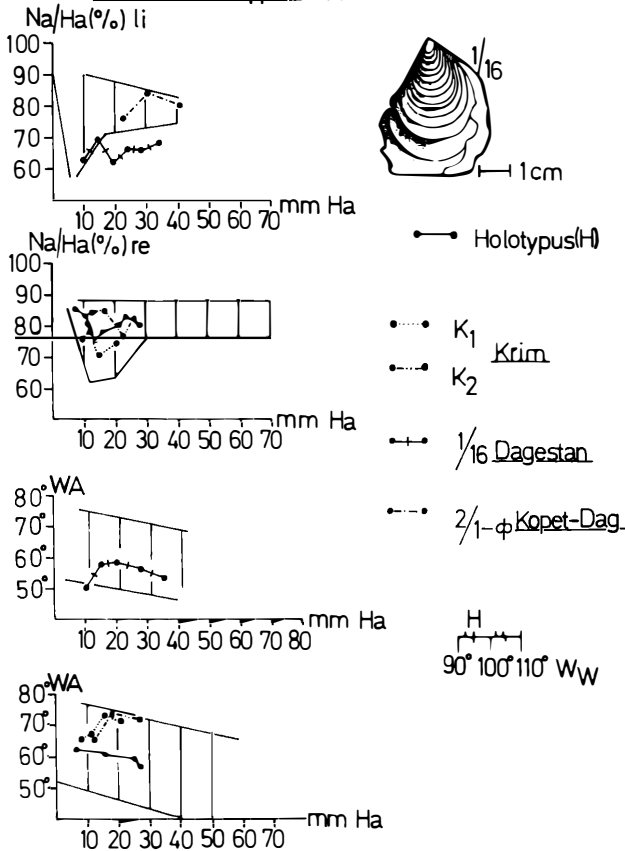 Na/Ha(%) li
100
90
80
70
60
10 20 30 40 50 60 70 mm Ha
1/16
1cm
Holotypus(H)
Na/Ha(%) re
100
90
80
70
60
10 20 30 40 50 60 70 mm Ha
K₁
K₂
Krim
1/16 Dagestan
2/1-ф Kopet-Dag
80° WA
70°
60°
50°
10 20 30 40 50 60 70 80 mm Ha
H
90° 100° 110° WW
80° WA
70°
60°
50°
10 20 30 40 50 60 70 mm Ha